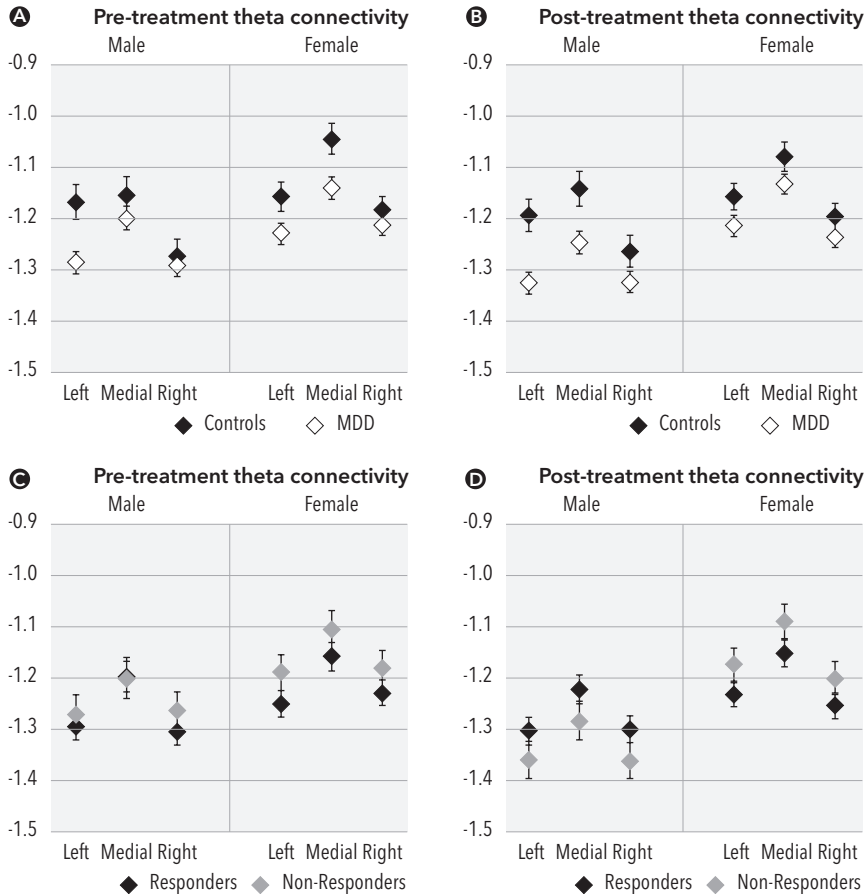 A Pre-treatment theta connectivity
Male Female
-0.9
-1.0
-1.1
-1.2
-1.3
-1.4
-1.5
Left Medial Right Left Medial Right
Controls MDD
B Post-treatment theta connectivity
Male Female
-0.9
-1.0
-1.1
-1.2
-1.3
-1.4
-1.5
Left Medial Right Left Medial Right
Controls MDD
C Pre-treatment theta connectivity
Male Female
-0.9
-1.0
-1.1
-1.2
-1.3
-1.4
-1.5
Left Medial Right Left Medial Right
Responders Non-Responders
D Post-treatment theta connectivity
Male Female
-0.9
-1.0
-1.1
-1.2
-1.3
-1.4
-1.5
Left Medial Right Left Medial Right
Responders Non-Responders